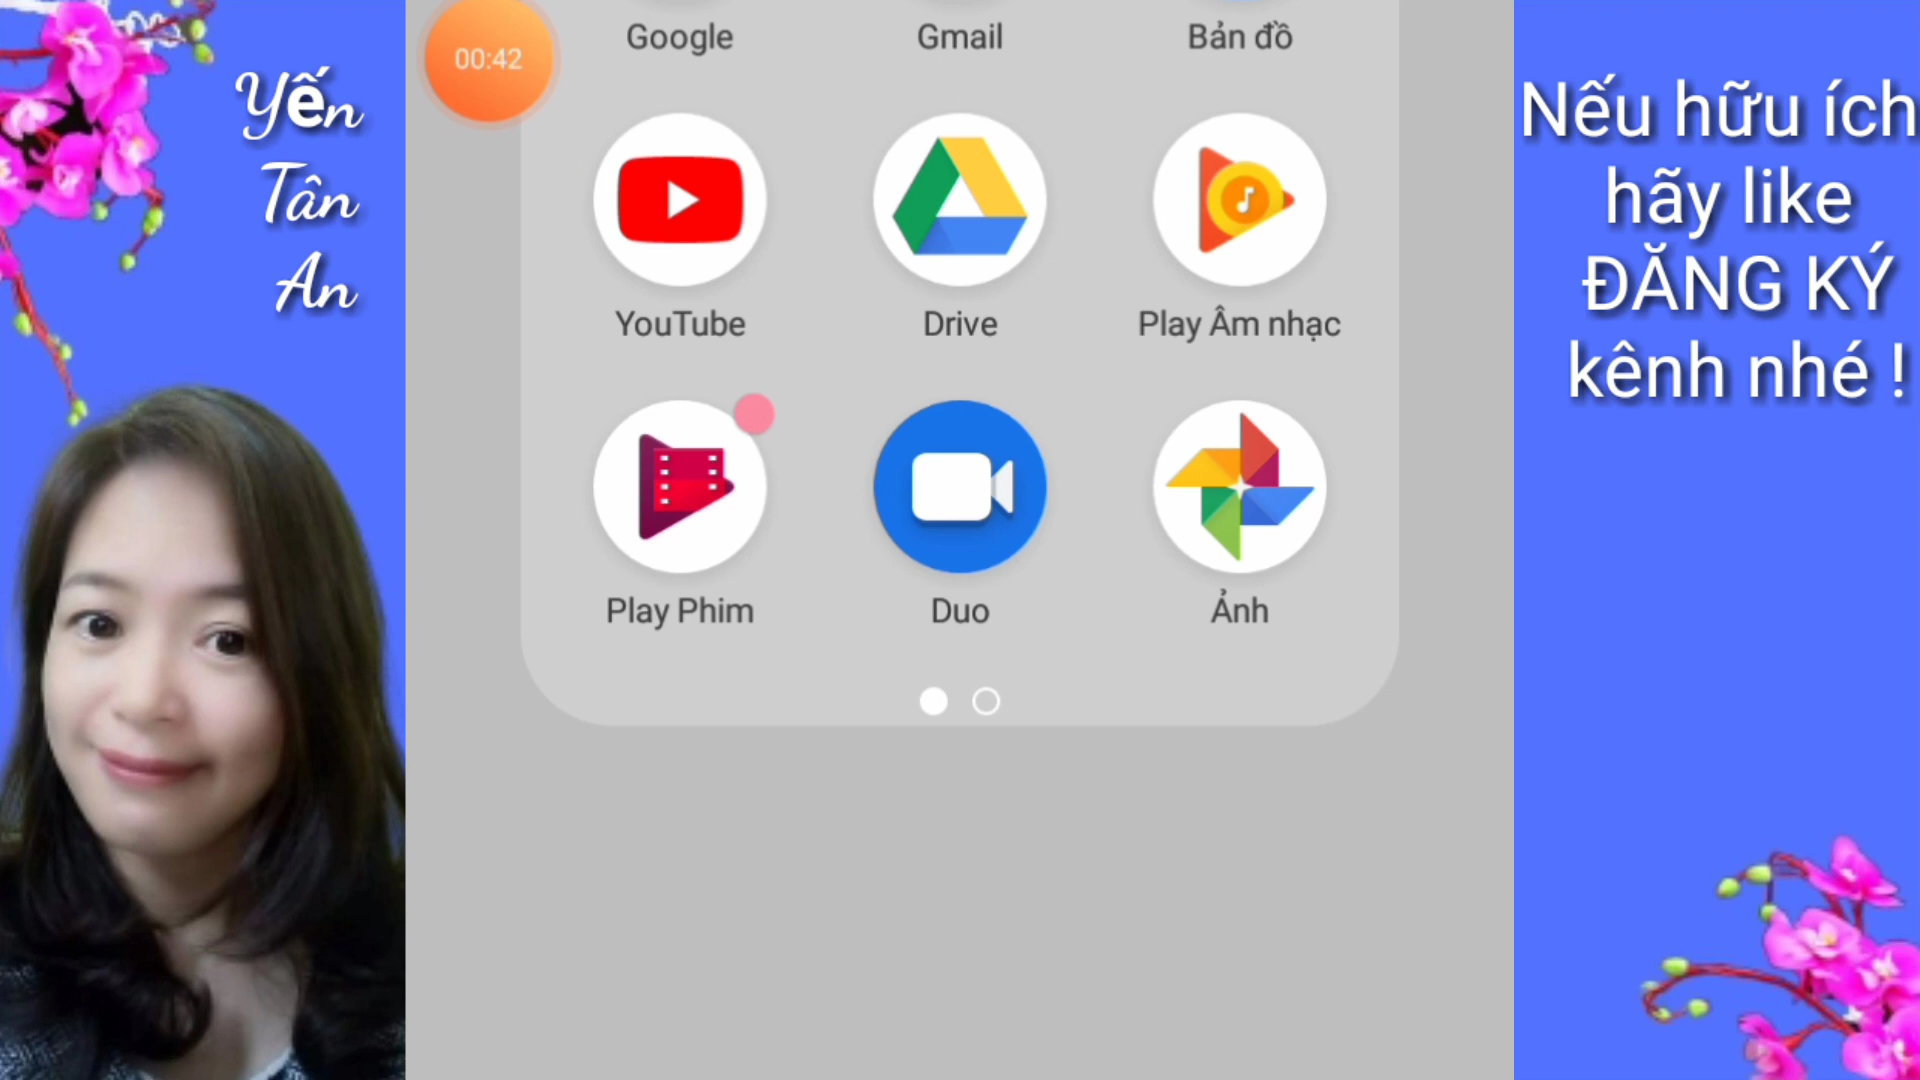 Yến
Tân
An
00:42
Google
Gmail
Bản đồ
YouTube
Drive
Play Âm nhạc
Play Phim
Duo
Ảnh
Nếu hữu ích
hãy like
ĐĂNG KÝ
kênh nhé !